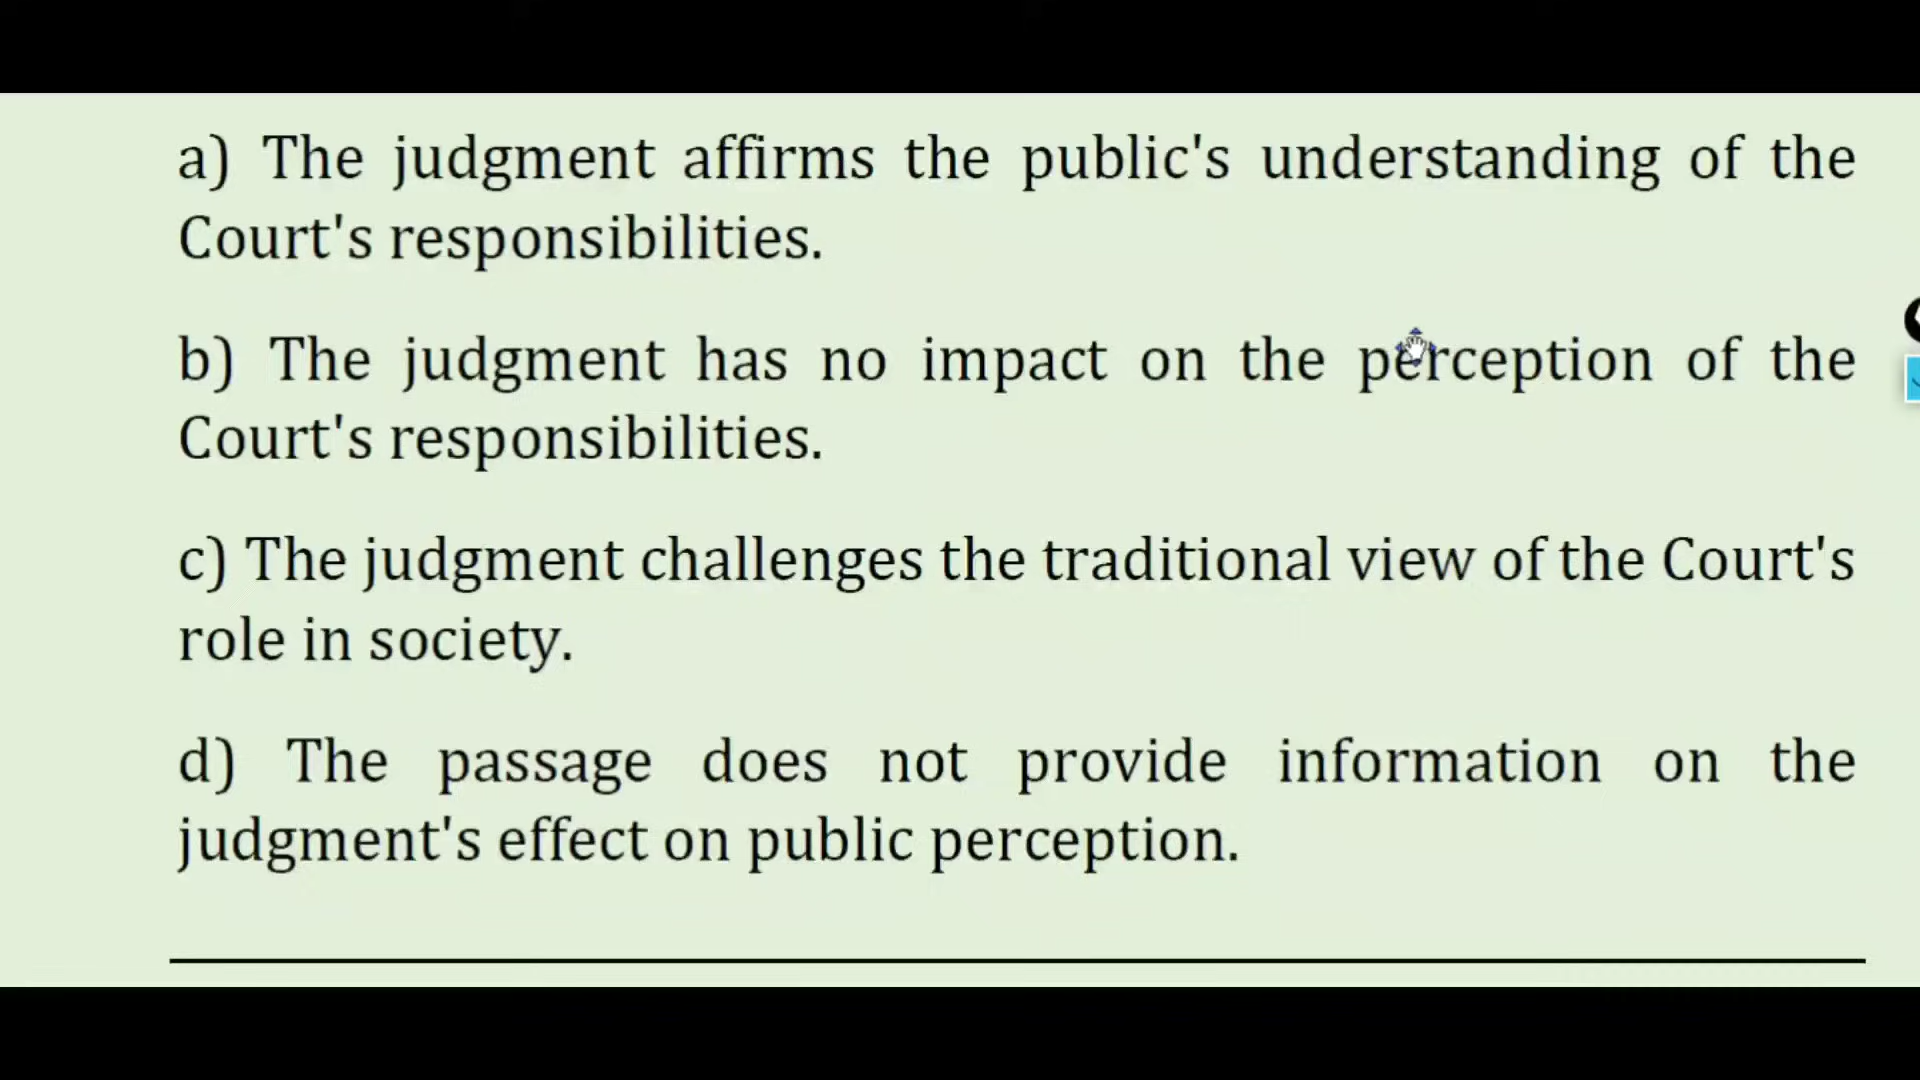 a) The judgment affirms the public's understanding of the
Court's responsibilities.
b) The judgment has no impact on the perception of the
Court's responsibilities.
c) The judgment challenges the traditional view of the Court's
role in society.
d) The passage does not provide information on the
judgment's effect on public perception.